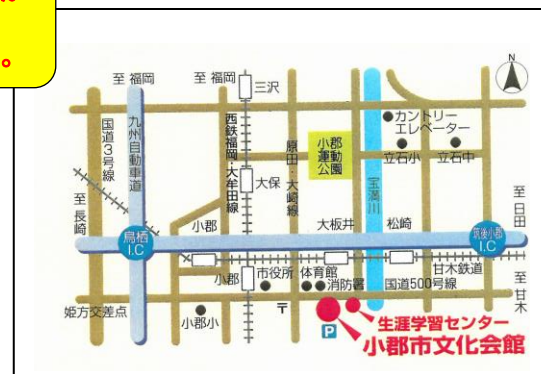 。
N
至 福岡
至 福岡
三沢
国道3号線
九州自動車道
西鉄福岡・大牟田線
原田・大崎線
小郡
運動
公園
宝満川
カントリー
エレベーター
立石小
立石中
大保
至 長崎
至 日田
鳥栖
I.C
小郡
大板井
松崎
筑後小郡
I.C
甘木鉄道
小郡
市役所
体育館
消防署
国道500号線
至 甘木
姫方交差点
小郡小
〒
P
生涯学習センター
小郡市文化会館